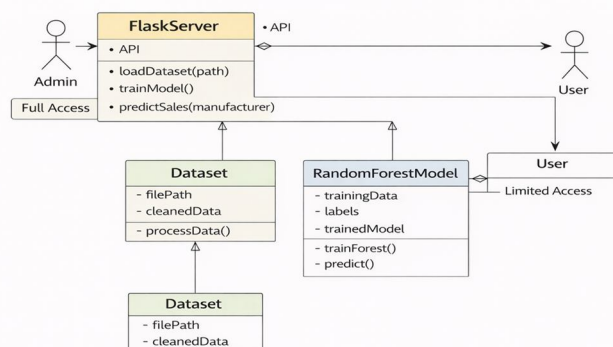 FlaskServer
• API
• API
Admin
User
• loadDataset(path)
• trainModel()
• predictSales(manufacturer)
Full Access
Dataset
- filePath
- cleanedData
- processData()
RandomForestModel
- trainingData
- labels
- trainedModel
- trainForest()
- predict()
User
Limited Access
Dataset
- filePath
- cleanedData